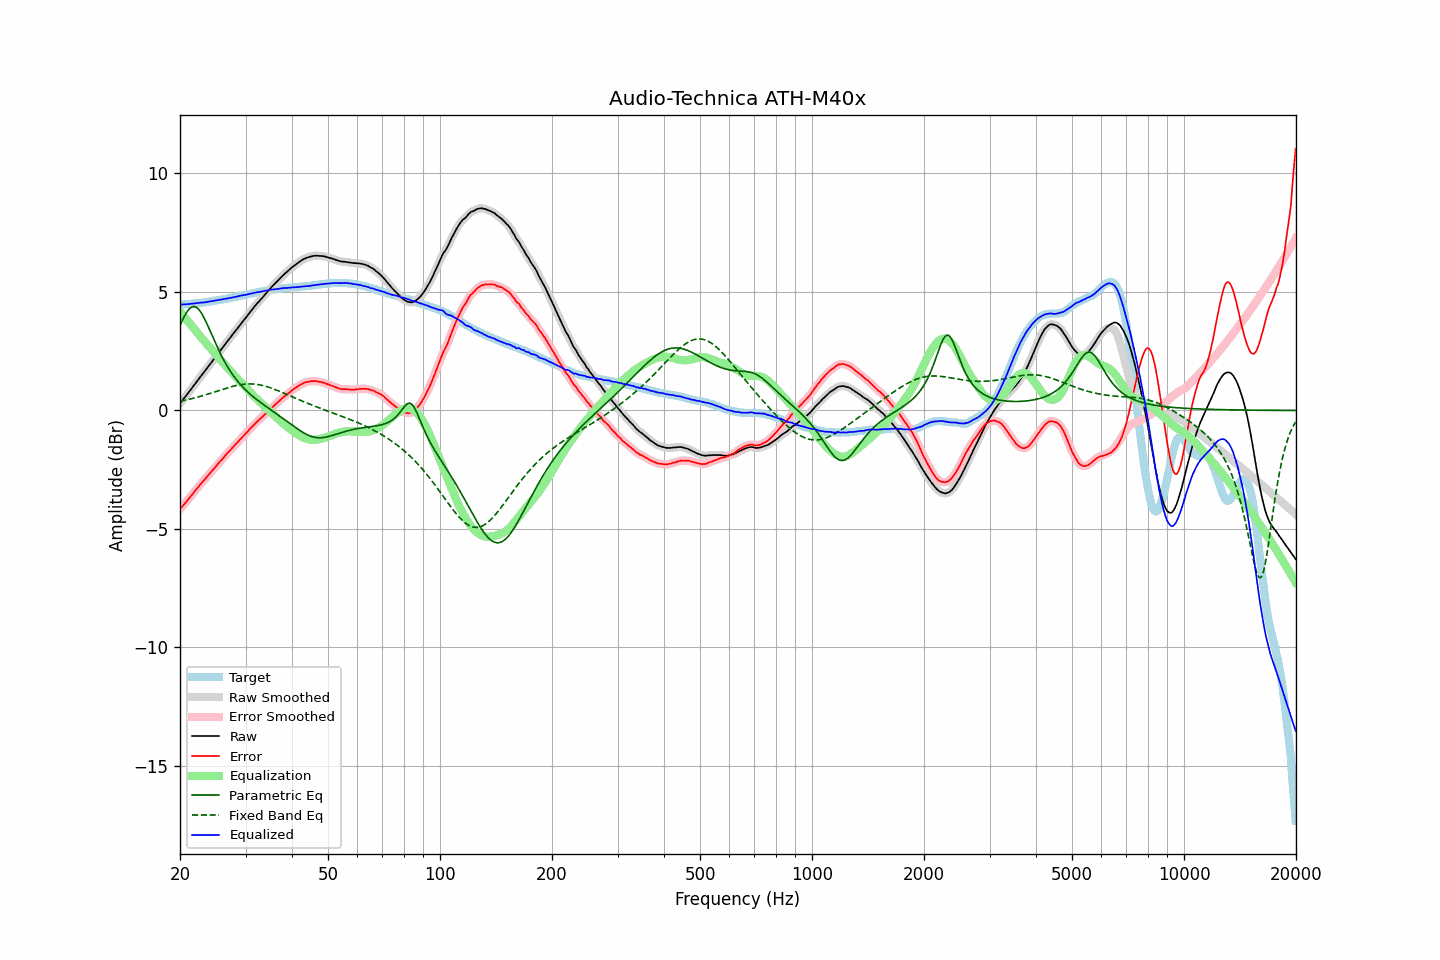 Audio-Technica ATH-M40x
Amplitude (dBr)
10
5
0
−5
−10
−15
Target
Raw Smoothed
Error Smoothed
Raw
Error
Equalization
Parametric Eq
Fixed Band Eq
Equalized
20 50 100 200 500 1000 2000 5000 10000 20000
Frequency (Hz)